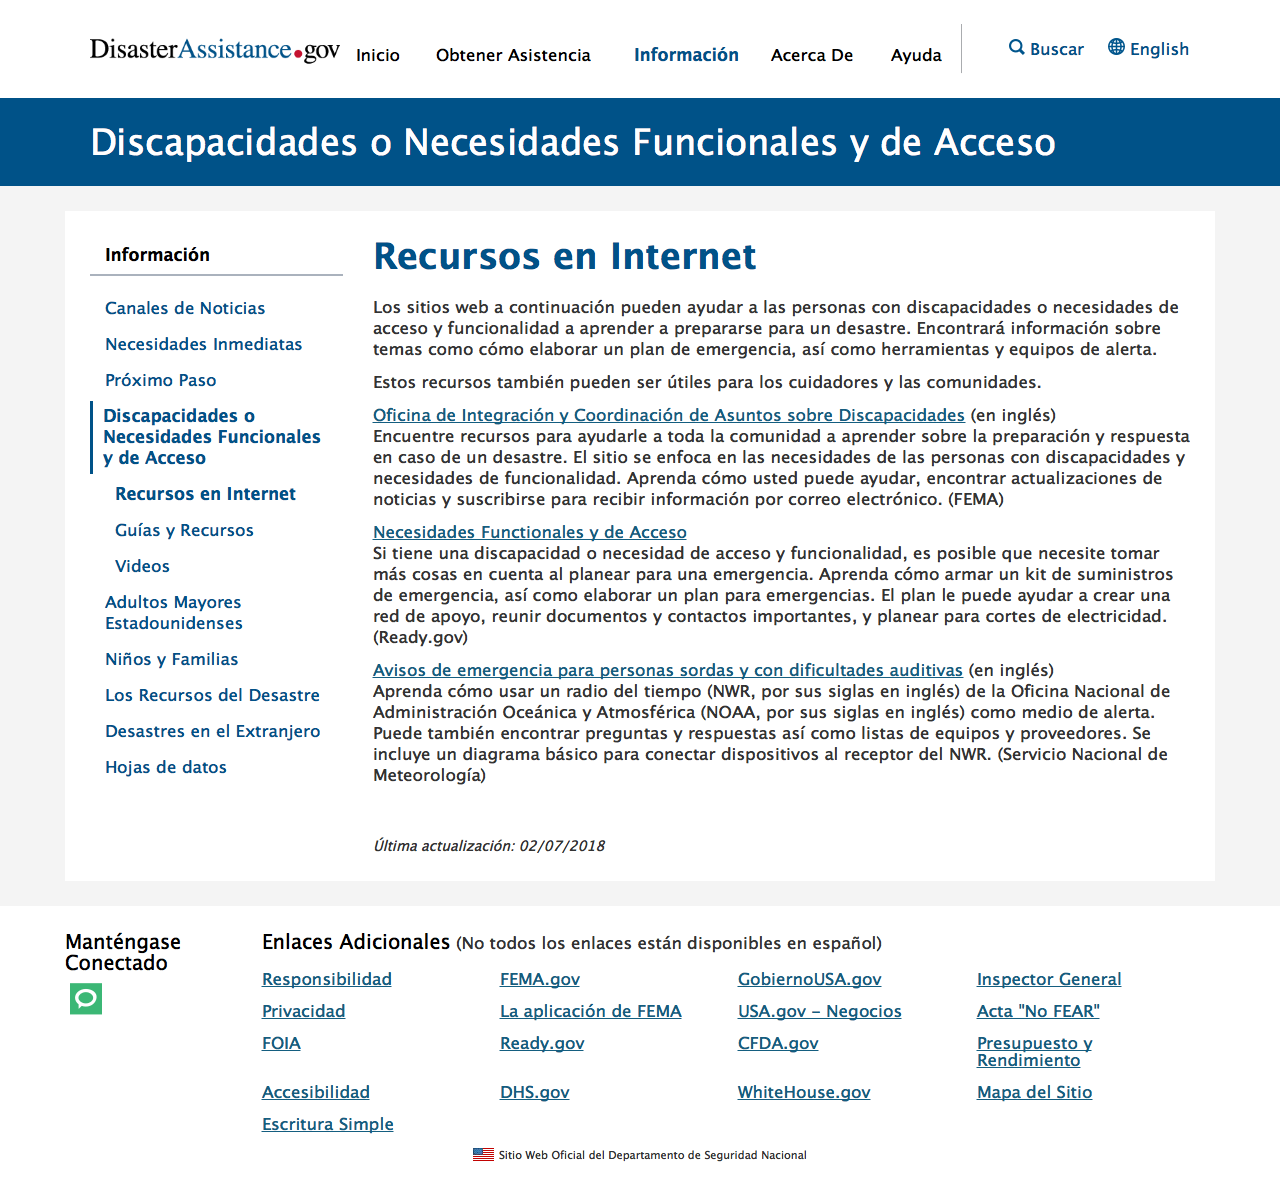 DisasterAssistance.gov
Inicio
Obtener Asistencia
Información
Acerca De
Ayuda
Buscar
English
Discapacidades o Necesidades Funcionales y de Acceso
Información
Canales de Noticias
Necesidades Inmediatas
Próximo Paso
Discapacidades o
Necesidades Funcionales
y de Acceso
Recursos en Internet
Guías y Recursos
Videos
Adultos Mayores
Estadounidenses
Niños y Familias
Los Recursos del Desastre
Desastres en el Extranjero
Hojas de datos
Recursos en Internet
Los sitios web a continuación pueden ayudar a las personas con discapacidades o necesidades de
acceso y funcionalidad a aprender a prepararse para un desastre. Encontrará información sobre
temas como cómo elaborar un plan de emergencia, así como herramientas y equipos de alerta.
Estos recursos también pueden ser útiles para los cuidadores y las comunidades.
Oficina de Integración y Coordinación de Asuntos sobre Discapacidades (en inglés)
Encuentre recursos para ayudarle a toda la comunidad a aprender sobre la preparación y respuesta
en caso de un desastre. El sitio se enfoca en las necesidades de las personas con discapacidades y
necesidades de funcionalidad. Aprenda cómo usted puede ayudar, encontrar actualizaciones de
noticias y suscribirse para recibir información por correo electrónico. (FEMA)
Necesidades Functionales y de Acceso
Si tiene una discapacidad o necesidad de acceso y funcionalidad, es posible que necesite tomar
más cosas en cuenta al planear para una emergencia. Aprenda cómo armar un kit de suministros
de emergencia, así como elaborar un plan para emergencias. El plan le puede ayudar a crear una
red de apoyo, reunir documentos y contactos importantes, y planear para cortes de electricidad.
(Ready.gov)
Avisos de emergencia para personas sordas y con dificultades auditivas (en inglés)
Aprenda cómo usar un radio del tiempo (NWR, por sus siglas en inglés) de la Oficina Nacional de
Administración Oceánica y Atmosférica (NOAA, por sus siglas en inglés) como medio de alerta.
Puede también encontrar preguntas y respuestas así como listas de equipos y proveedores. Se
incluye un diagrama básico para conectar dispositivos al receptor del NWR. (Servicio Nacional de
Meteorología)
Última actualización: 02/07/2018
Manténgase
Conectado
Enlaces Adicionales (No todos los enlaces están disponibles en español)
Responsibilidad
FEMA.gov
GobiernoUSA.gov
Inspector General
Privacidad
La aplicación de FEMA
USA.gov – Negocios
Acta "No FEAR"
FOIA
Ready.gov
CFDA.gov
Presupuesto y
Rendimiento
Accesibilidad
DHS.gov
WhiteHouse.gov
Mapa del Sitio
Escritura Simple
Sitio Web Oficial del Departamento de Seguridad Nacional